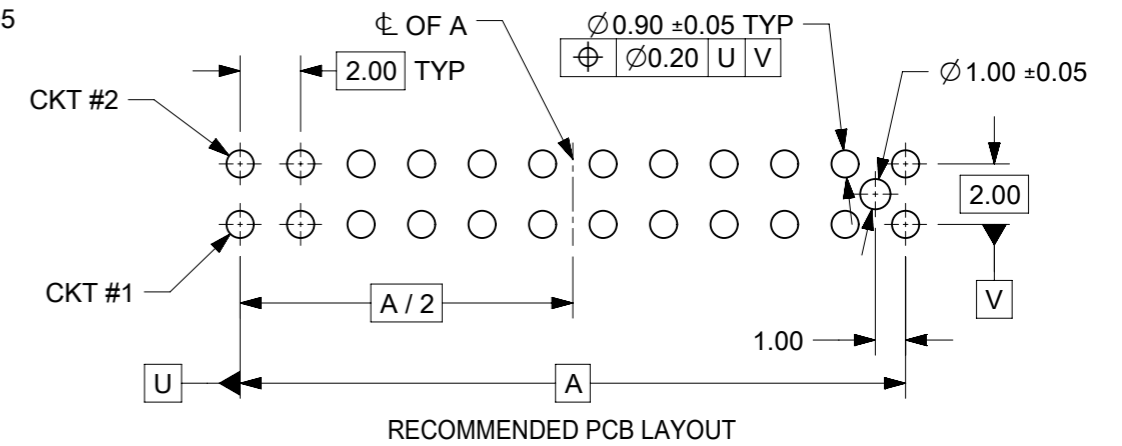 5
℄ OF A
∅0.90 ±0.05 TYP
⌖ ∅0.20 U V
2.00 TYP
∅1.00 ±0.05
CKT #2
2.00
CKT #1
A / 2
V
1.00
U
A
RECOMMENDED PCB LAYOUT